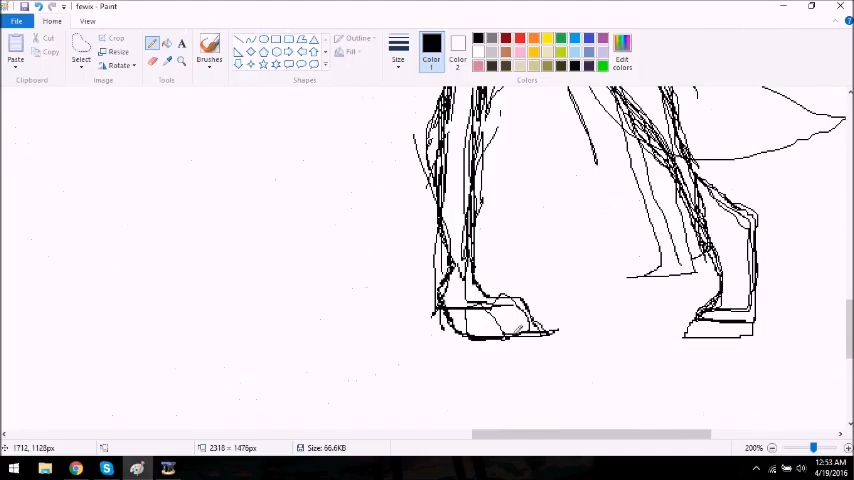 fewix - Paint
File Home View
Paste
Cut
Copy
Clipboard
Select
Crop
Resize
Rotate
Image
A
Tools
Brushes
Outline
Fill
Shapes
Size
Color
1
Color
2
Edit
colors
Colors
1712, 1128px
2318 × 1476px
Size: 66.6KB
200%
12:53 AM
4/19/2016